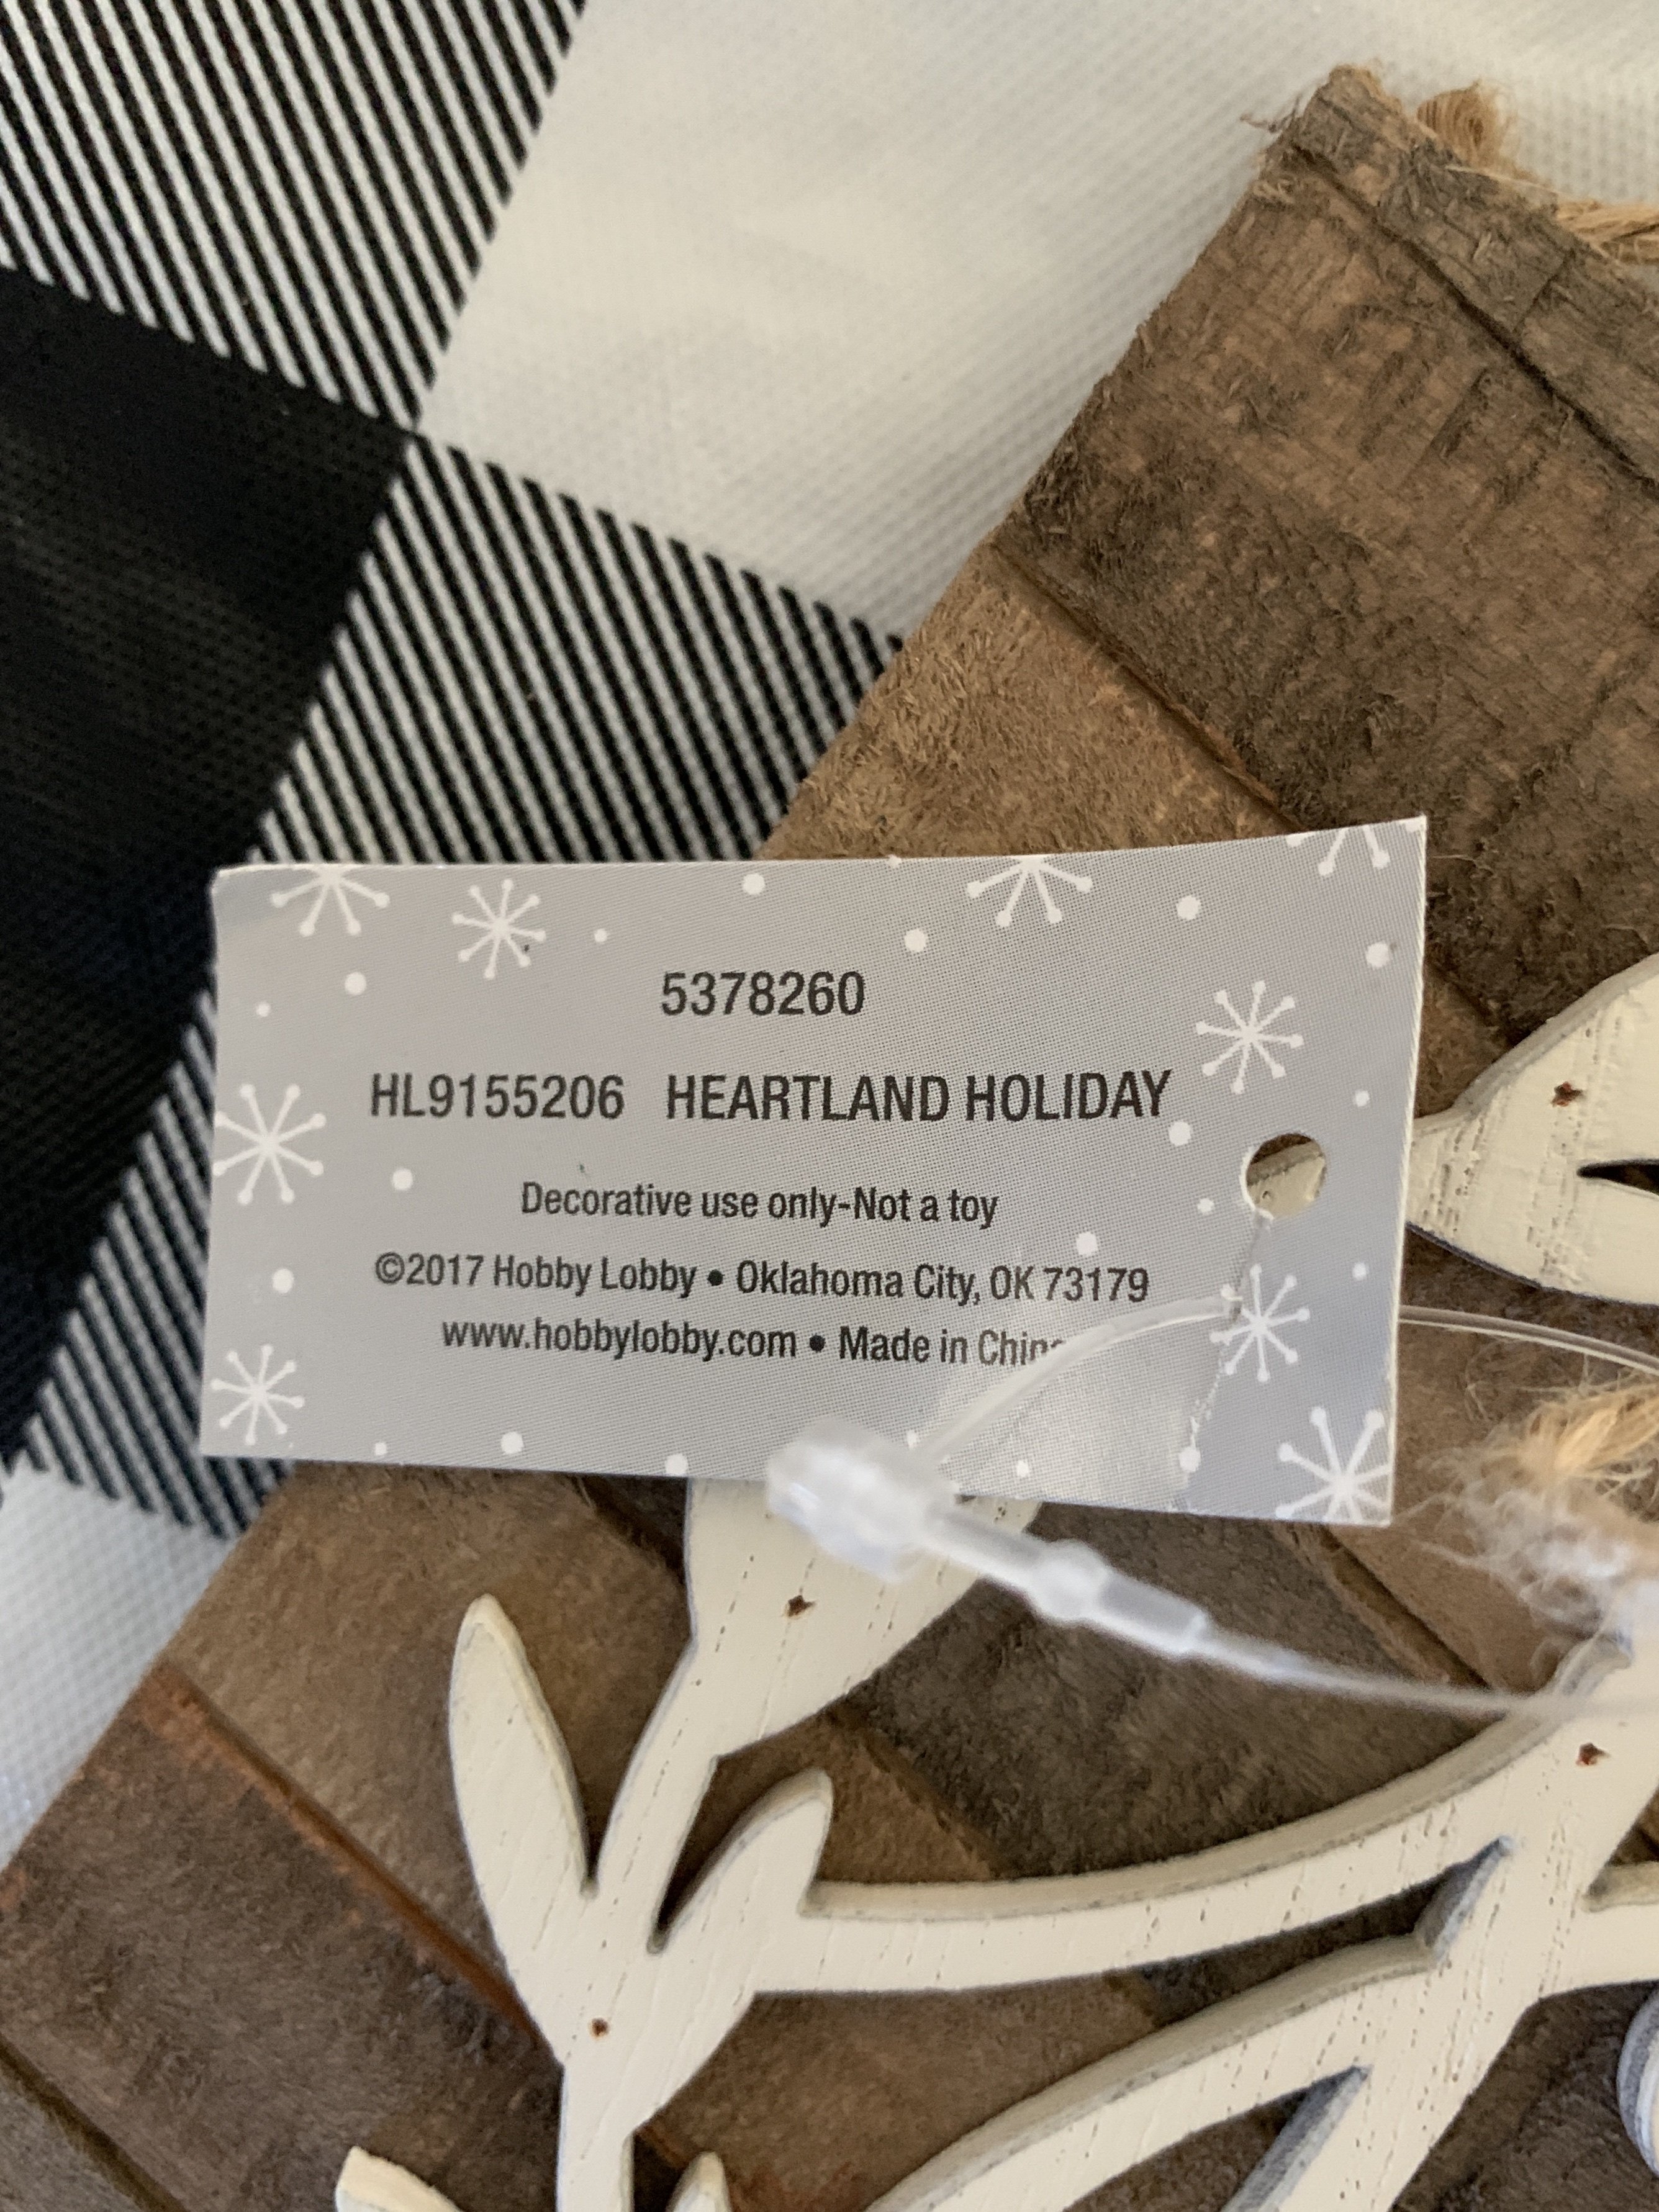 5378260
HL9155206 HEARTLAND HOLIDAY
Decorative use only-Not a toy
©2017 Hobby Lobby • Oklahoma City, OK 73179
www.hobbylobby.com • Made in China